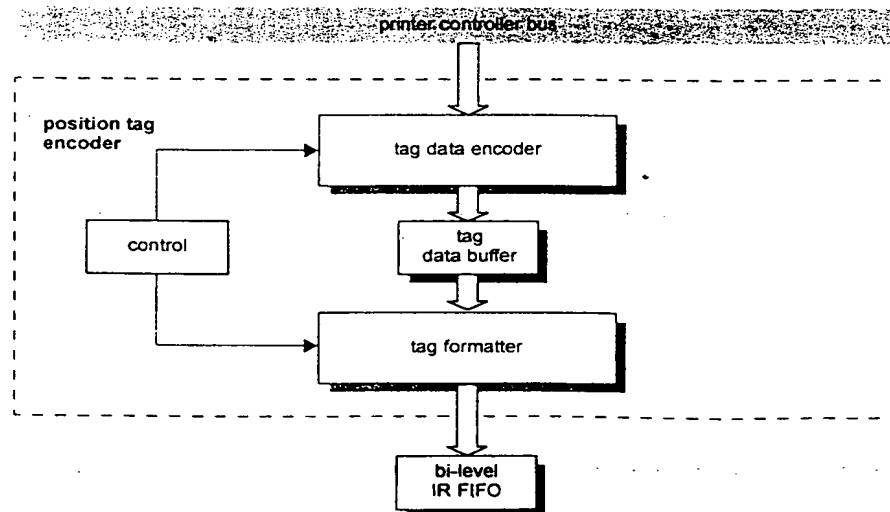 printer controller bus
position tag
encoder
tag data encoder
control
tag
data buffer
tag formatter
bi-level
IR FIFO